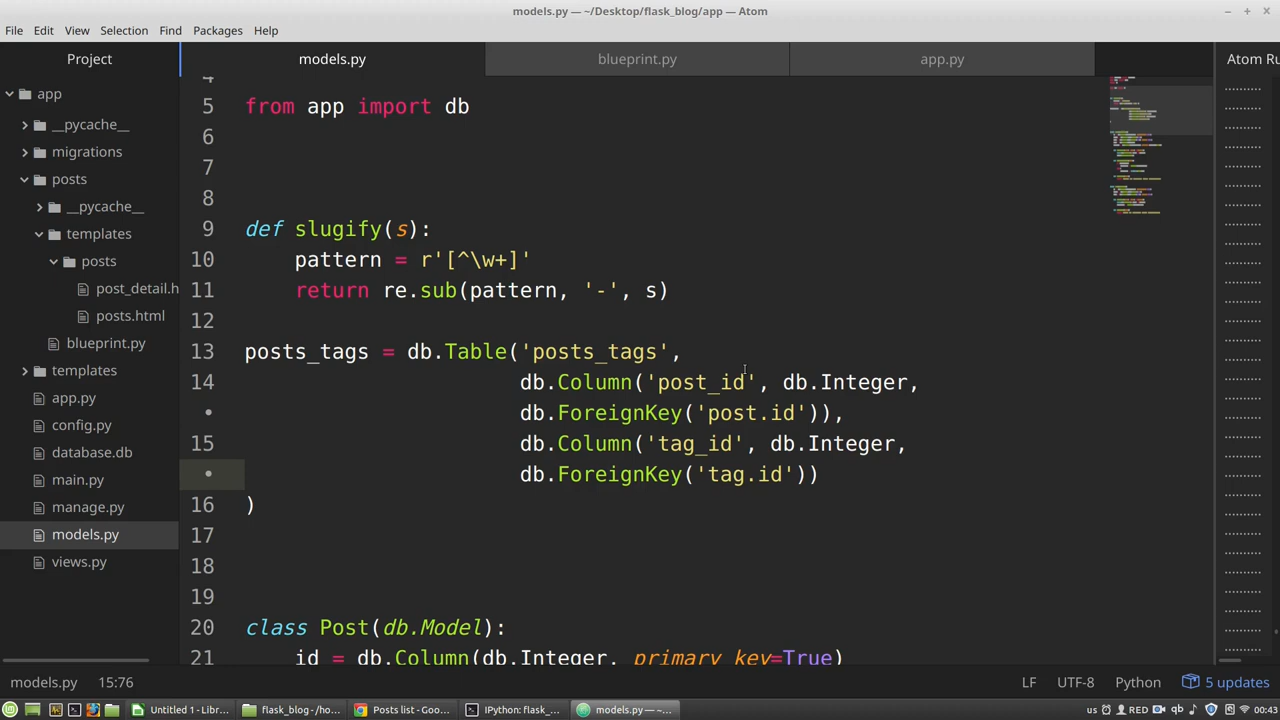 models.py — ~/Desktop/flask_blog/app — Atom
File Edit View Selection Find Packages Help
Project
models.py
blueprint.py
app.py
Atom Ru
app
__pycache__
migrations
posts
__pycache__
templates
posts
post_detail.h
posts.html
blueprint.py
templates
app.py
config.py
database.db
main.py
manage.py
models.py
views.py
4
5 from app import db
6
7
8
9 def slugify(s):
10 pattern = r'[^\w+]'
11 return re.sub(pattern, '-', s)
12
13 posts_tags = db.Table('posts_tags',
14 db.Column('post_id', db.Integer,
• db.ForeignKey('post.id')),
15 db.Column('tag_id', db.Integer,
• db.ForeignKey('tag.id'))
16 )
17
18
19
20 class Post(db.Model):
21 id = db.Column(db.Integer, primary_key=True)
models.py 15:76 LF UTF-8 Python 5 updates
Untitled 1 - Libr... flask_blog - /ho... Posts list - Goo... IPython: flask_... models.py — ~... us RED qb 00:43